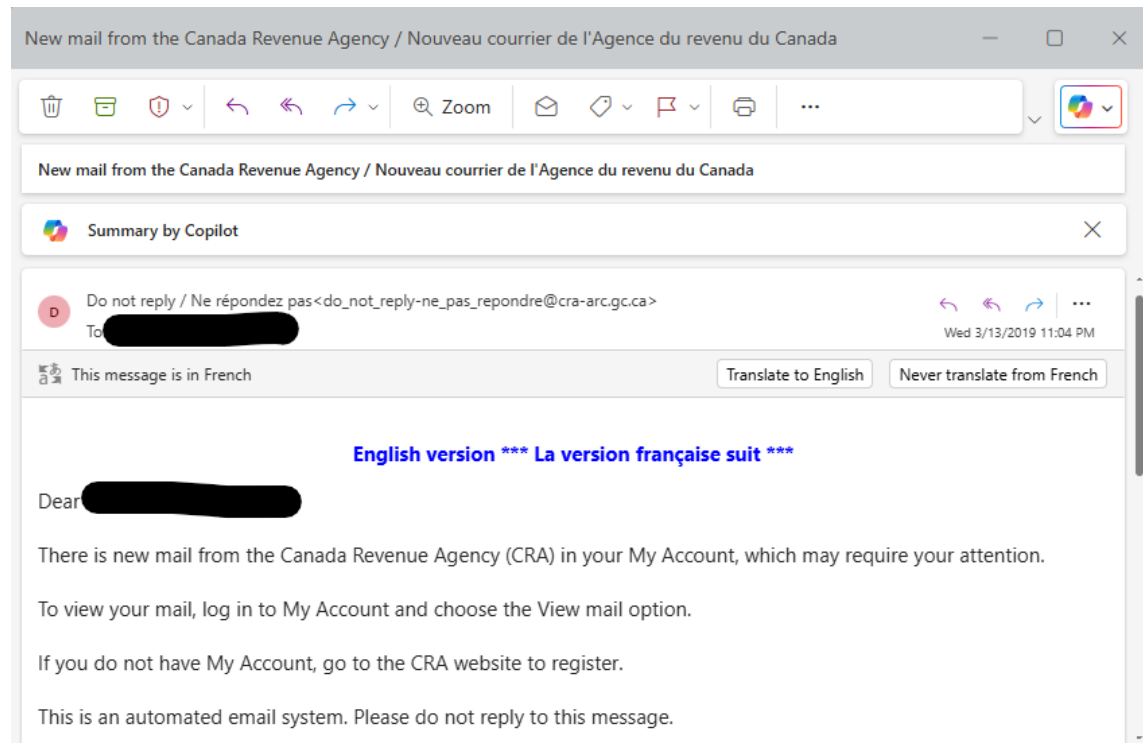 New mail from the Canada Revenue Agency / Nouveau courrier de l'Agence du revenu du Canada
Zoom
New mail from the Canada Revenue Agency / Nouveau courrier de l'Agence du revenu du Canada
Summary by Copilot
D
Do not reply / Ne répondez pas<do_not_reply-ne_pas_repondre@cra-arc.gc.ca>
To
Wed 3/13/2019 11:04 PM
This message is in French
Translate to English
Never translate from French
English version *** La version française suit ***
Dear
There is new mail from the Canada Revenue Agency (CRA) in your My Account, which may require your attention.
To view your mail, log in to My Account and choose the View mail option.
If you do not have My Account, go to the CRA website to register.
This is an automated email system. Please do not reply to this message.